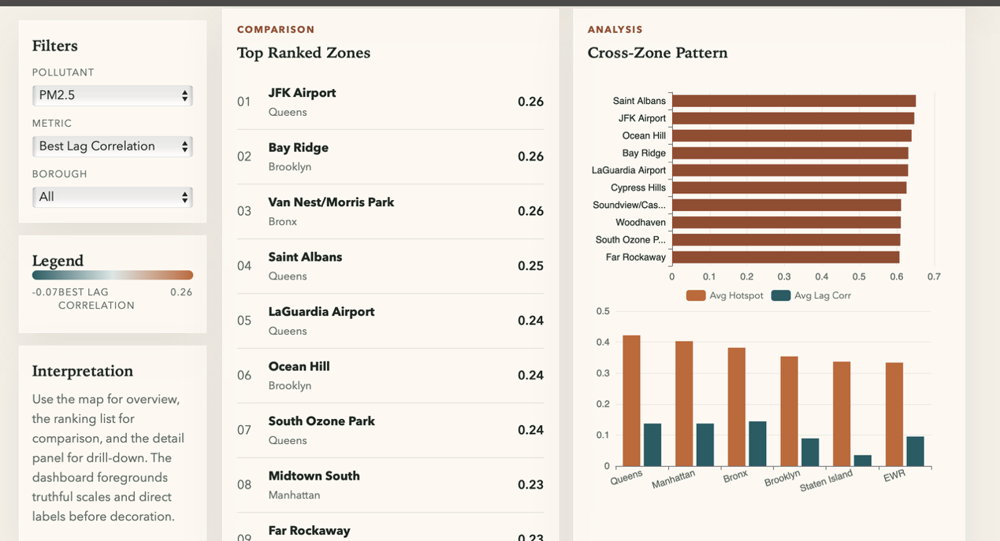 Filters
POLLUTANT
PM2.5
METRIC
Best Lag Correlation
BOROUGH
All
Legend
-0.07BEST LAG 0.26
CORRELATION
Interpretation
Use the map for overview,
the ranking list for
comparison, and the detail
panel for drill-down. The
dashboard foregrounds
truthful scales and direct
labels before decoration.
COMPARISON
Top Ranked Zones
01 JFK Airport 0.26
Queens
02 Bay Ridge 0.26
Brooklyn
03 Van Nest/Morris Park 0.26
Bronx
04 Saint Albans 0.25
Queens
05 LaGuardia Airport 0.24
Queens
06 Ocean Hill 0.24
Brooklyn
07 South Ozone Park 0.24
Queens
08 Midtown South 0.23
Manhattan
09 Far Rockaway 0.23
ANALYSIS
Cross-Zone Pattern
Saint Albans
JFK Airport
Ocean Hill
Bay Ridge
LaGuardia Airport
Cypress Hills
Soundview/Cas...
Woodhaven
South Ozone P...
Far Rockaway
0 0.1 0.2 0.3 0.4 0.5 0.6 0.7
Avg Hotspot Avg Lag Corr
0.5
0.4
0.3
0.2
0.1
0
Queens Manhattan Bronx Brooklyn Staten Island EWR